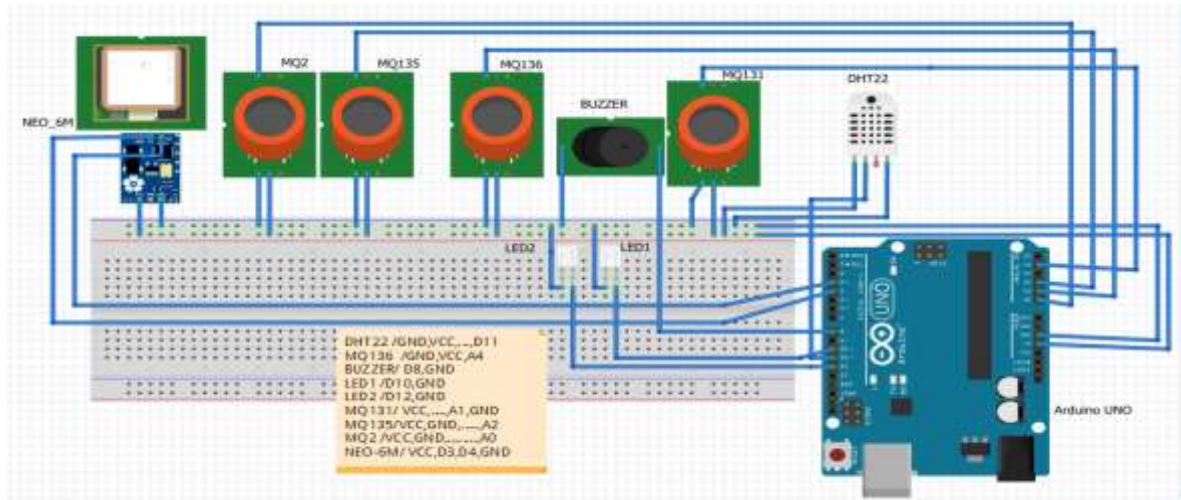 MQ2
MQ135
MQ136
MQ131
DHT22
BUZZER
NEO_6M
LED2
LED1
UNO
Arduino
Arduino UNO
DHT22 /GND,VCC,...,D11
MQ136 /GND,VCC,A4
BUZZER/ D8,GND
LED1 /D10,GND
LED2 /D12,GND
MQ131/ VCC,....,A1,GND
MQ135/VCC,GND,....,A2
MQ2 /VCC,GND.........A0
NEO-6M/ VCC,D3,D4,GND